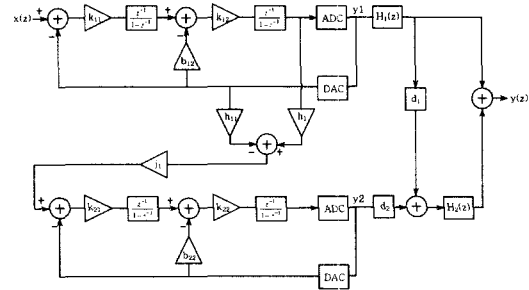 x(z) + − k₁₁ z⁻¹ / 1−z⁻¹ + − k₁₂ z⁻¹ / 1−z⁻¹ ADC y1 H₁(z)
b₁₂
DAC
h₁ d₁ + y(z)
− + +
j₁
+ − k₂₁ z⁻¹ / 1−z⁻¹ + − k₂₂ z⁻¹ / 1−z⁻¹ ADC y2 d₂ + H₂(z)
b₂₂
DAC